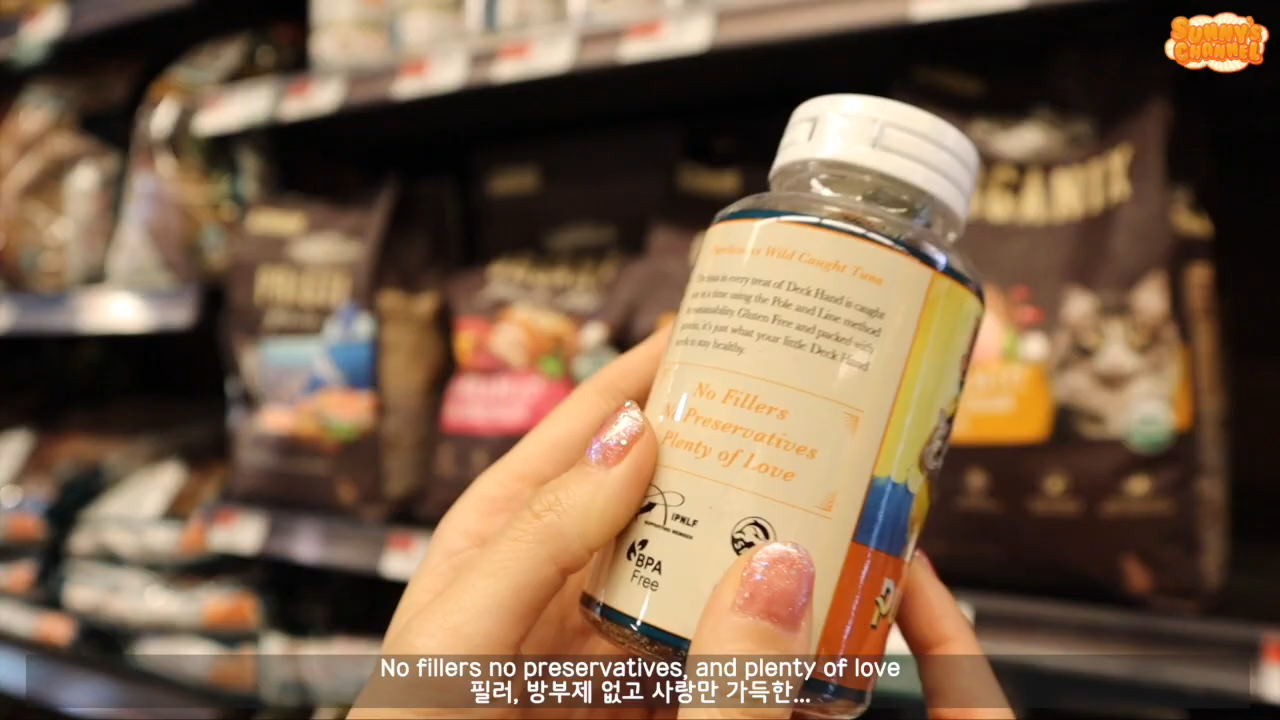 SUNNY'S
CHANNEL
ORGANIX
Wild Caught Tuna
in every treat of Deck Hand is caught
at a time using the Pole and Line method
sustainability. Gluten Free and packed with
it's just what your little Deck Hand
to stay healthy.
No Fillers
No Preservatives
Plenty of Love
IPNLF
SUPPORTING MEMBER
BPA
Free
No fillers no preservatives, and plenty of love
필러, 방부제 없고 사랑만 가득한...